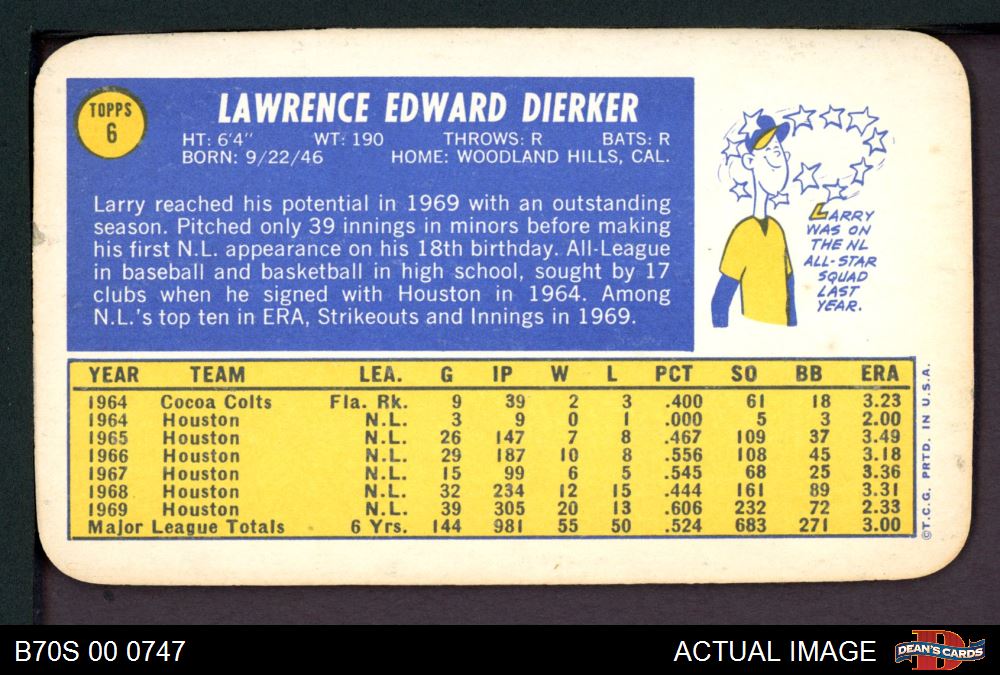 TOPPS
6
LAWRENCE EDWARD DIERKER
HT: 6'4" WT: 190 THROWS: R BATS: R
BORN: 9/22/46 HOME: WOODLAND HILLS, CAL.
Larry reached his potential in 1969 with an outstanding
season. Pitched only 39 innings in minors before making
his first N.L. appearance on his 18th birthday. All-League
in baseball and basketball in high school, sought by 17
clubs when he signed with Houston in 1964. Among
N.L.'s top ten in ERA, Strikeouts and Innings in 1969.
LARRY
WAS ON
THE NL
ALL-STAR
SQUAD
LAST
YEAR.
YEAR TEAM LEA. G IP W L PCT SO BB ERA
1964 Cocoa Colts Fla. Rk. 9 39 2 3 .400 61 18 3.23
1964 Houston N.L. 3 9 0 1 .000 5 3 2.00
1965 Houston N.L. 26 147 7 8 .467 109 37 3.49
1966 Houston N.L. 29 187 10 8 .556 108 45 3.18
1967 Houston N.L. 15 99 6 5 .545 68 25 3.36
1968 Houston N.L. 32 234 12 15 .444 161 89 3.31
1969 Houston N.L. 39 305 20 13 .606 232 72 2.33
Major League Totals 6 Yrs. 144 981 55 50 .524 683 271 3.00
©T.C.G. PRTD. IN U.S.A.
B70S 00 0747
ACTUAL IMAGE
D
DEAN'S CARDS